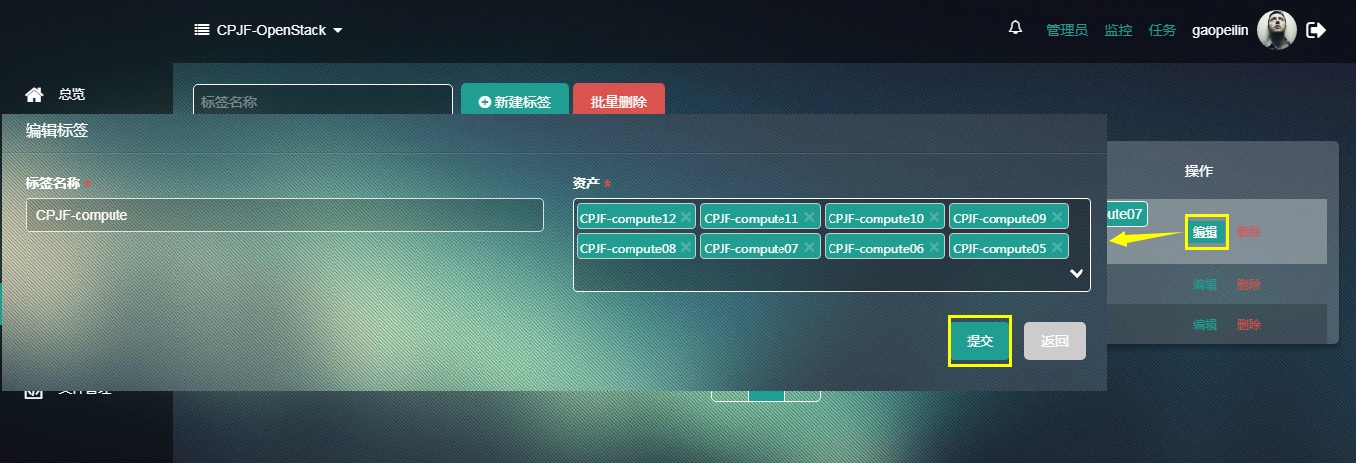 CPJF-OpenStack
管理员 监控 任务 gaopeilin
总览
标签名称
新建标签 批量删除
编辑标签
操作
标签名称 *
资产 *
CPJF-compute
CPJF-compute12 × CPJF-compute11 × CPJF-compute10 × CPJF-compute09 ×
CPJF-compute08 × CPJF-compute07 × CPJF-compute06 × CPJF-compute05 ×
ute07
编辑 删除
编辑 删除
编辑 删除
提交 返回